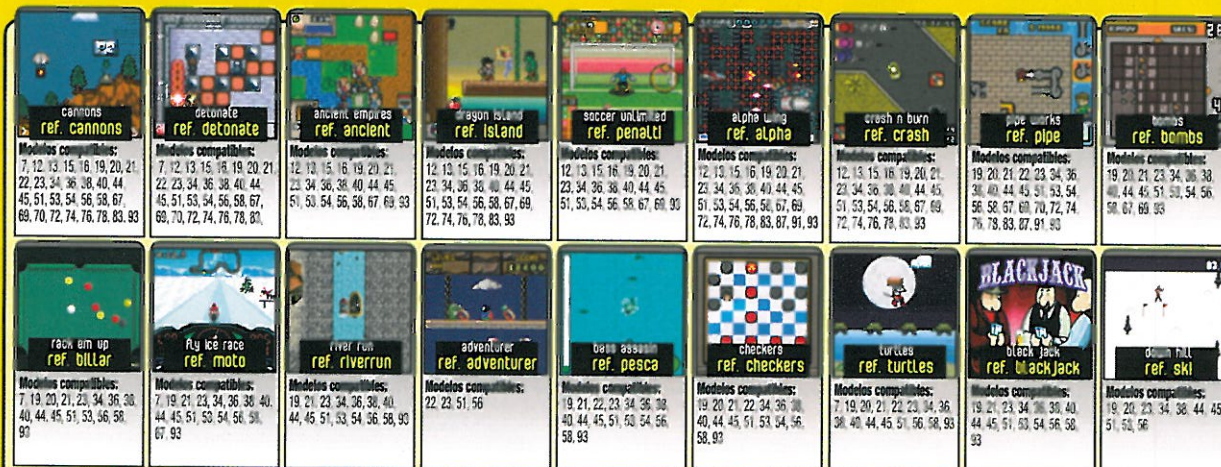 cannons
ref. cannons
Modelos compatibles:
7, 12, 13, 15, 16, 19, 20, 21,
22, 23, 34, 36, 38, 40, 44,
45, 51, 53, 54, 56, 58, 67,
69, 70, 72, 74, 76, 78, 83, 93
detonate
ref. detonate
Modelos compatibles:
7, 12, 13, 15, 16, 19, 20, 21,
22, 23, 34, 36, 38, 40, 44,
45, 51, 53, 54, 56, 58, 67,
69, 70, 72, 74, 76, 78, 83,
ancient empires
ref. ancient
Modelos compatibles:
12, 13, 15, 16, 19, 20, 21,
23, 34, 36, 38, 40, 44, 45,
51, 53, 54, 56, 58, 67, 69, 93
dragon island
ref. island
Modelos compatibles:
12, 13, 15, 16, 19, 20, 21,
23, 34, 36, 38, 40, 44, 45,
51, 53, 54, 56, 58, 67, 69,
72, 74, 76, 78, 83, 93
soccer unlimited
ref. penalti
Modelos compatibles:
12, 13, 15, 16, 19, 20, 21,
23, 34, 36, 38, 40, 44, 45,
51, 53, 54, 56, 58, 67, 69, 93
alpha wing
ref. alpha
Modelos compatibles:
12, 13, 15, 16, 19, 20, 21,
23, 34, 36, 38, 40, 44, 45,
51, 53, 54, 56, 58, 67, 69,
72, 74, 76, 78, 83, 87, 91, 93
crash n burn
ref. crash
Modelos compatibles:
12, 13, 15, 16, 19, 20, 21,
23, 34, 36, 38, 40, 44, 45,
51, 53, 54, 56, 58, 67, 69,
72, 74, 76, 78, 83, 93
pipe works
ref. pipe
Modelos compatibles:
19, 20, 21, 22, 23, 34, 36,
38, 40, 44, 45, 51, 53, 54,
56, 58, 67, 69, 70, 72, 74,
76, 78, 83, 87, 91, 93
bombs
ref. bombs
Modelos compatibles:
19, 20, 21, 23, 34, 36, 38,
40, 44, 45, 51, 53, 54, 56,
58, 67, 69, 93
rack em up
ref. billar
Modelos compatibles:
7, 19, 20, 21, 23, 34, 36, 38,
40, 44, 45, 51, 53, 56, 58,
93
fly ice race
ref. moto
Modelos compatibles:
7, 19, 21, 23, 34, 36, 38, 40,
44, 45, 51, 53, 54, 56, 58,
67, 93
river run
ref. riverrun
Modelos compatibles:
19, 21, 23, 34, 36, 38, 40,
44, 45, 51, 53, 54, 56, 58, 93
adventurer
ref. adventurer
Modelos compatibles:
22, 23, 51, 56
bass assasin
ref. pesca
Modelos compatibles:
19, 21, 22, 23, 34, 36, 38,
40, 44, 45, 51, 53, 54, 56,
58, 93
checkers
ref. checkers
Modelos compatibles:
19, 20, 21, 22, 34, 36, 38,
40, 44, 45, 51, 53, 54, 56,
58, 93
turtles
ref. turtles
Modelos compatibles:
7, 19, 20, 21, 22, 23, 34, 36,
38, 40, 44, 45, 51, 56, 58, 93
BLACKJACK
black jack
ref. blackjack
Modelos compatibles:
19, 21, 23, 34, 36, 38, 40,
44, 45, 51, 53, 54, 56, 58,
93
down hill
ref. ski
Modelos compatibles:
19, 20, 23, 34, 38, 44, 45,
51, 53, 56